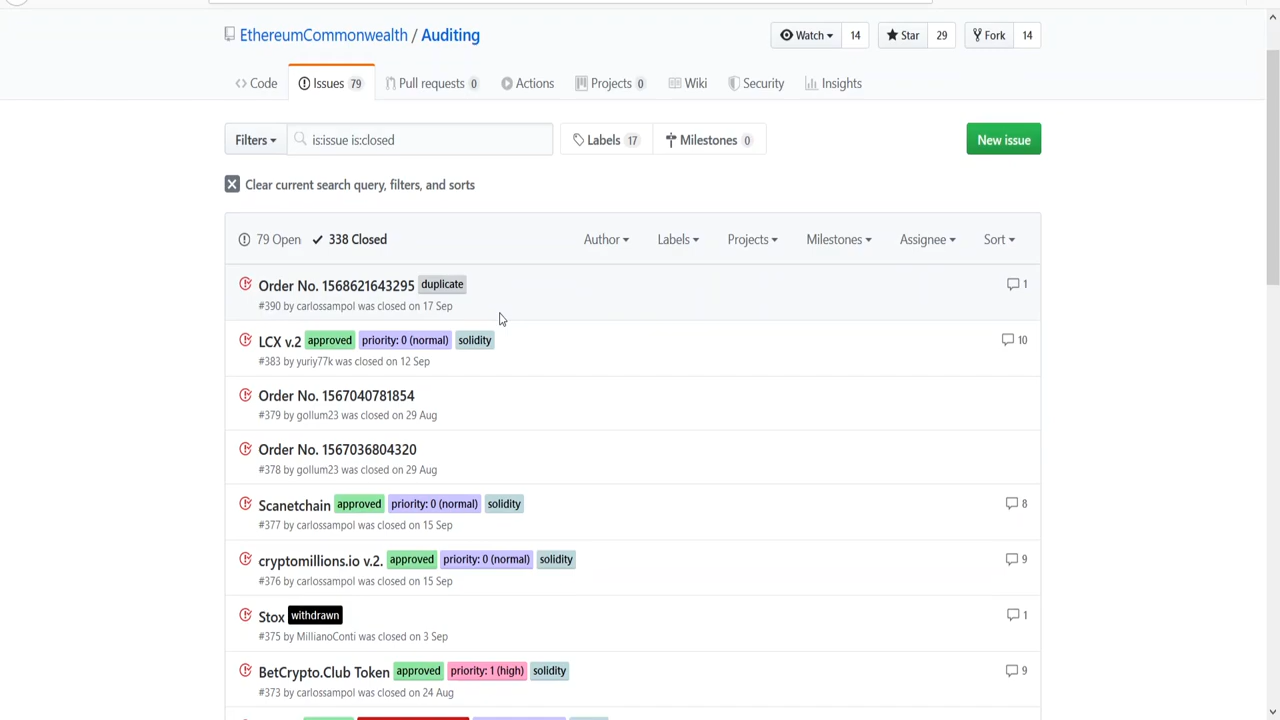 EthereumCommonwealth / Auditing
Watch 14 Star 29 Fork 14
Code Issues 79 Pull requests 0 Actions Projects 0 Wiki Security Insights
Filters is:issue is:closed Labels 17 Milestones 0 New issue
Clear current search query, filters, and sorts
79 Open 338 Closed Author Labels Projects Milestones Assignee Sort
Order No. 1568621643295 duplicate 1
#390 by carlossampol was closed on 17 Sep
LCX v.2 approved priority: 0 (normal) solidity 10
#383 by yuriy77k was closed on 12 Sep
Order No. 1567040781854
#379 by gollum23 was closed on 29 Aug
Order No. 1567036804320
#378 by gollum23 was closed on 29 Aug
Scanetchain approved priority: 0 (normal) solidity 8
#377 by carlossampol was closed on 15 Sep
cryptomillions.io v.2. approved priority: 0 (normal) solidity 9
#376 by carlossampol was closed on 15 Sep
Stox withdrawn 1
#375 by MillianoConti was closed on 3 Sep
BetCrypto.Club Token approved priority: 1 (high) solidity 9
#373 by carlossampol was closed on 24 Aug